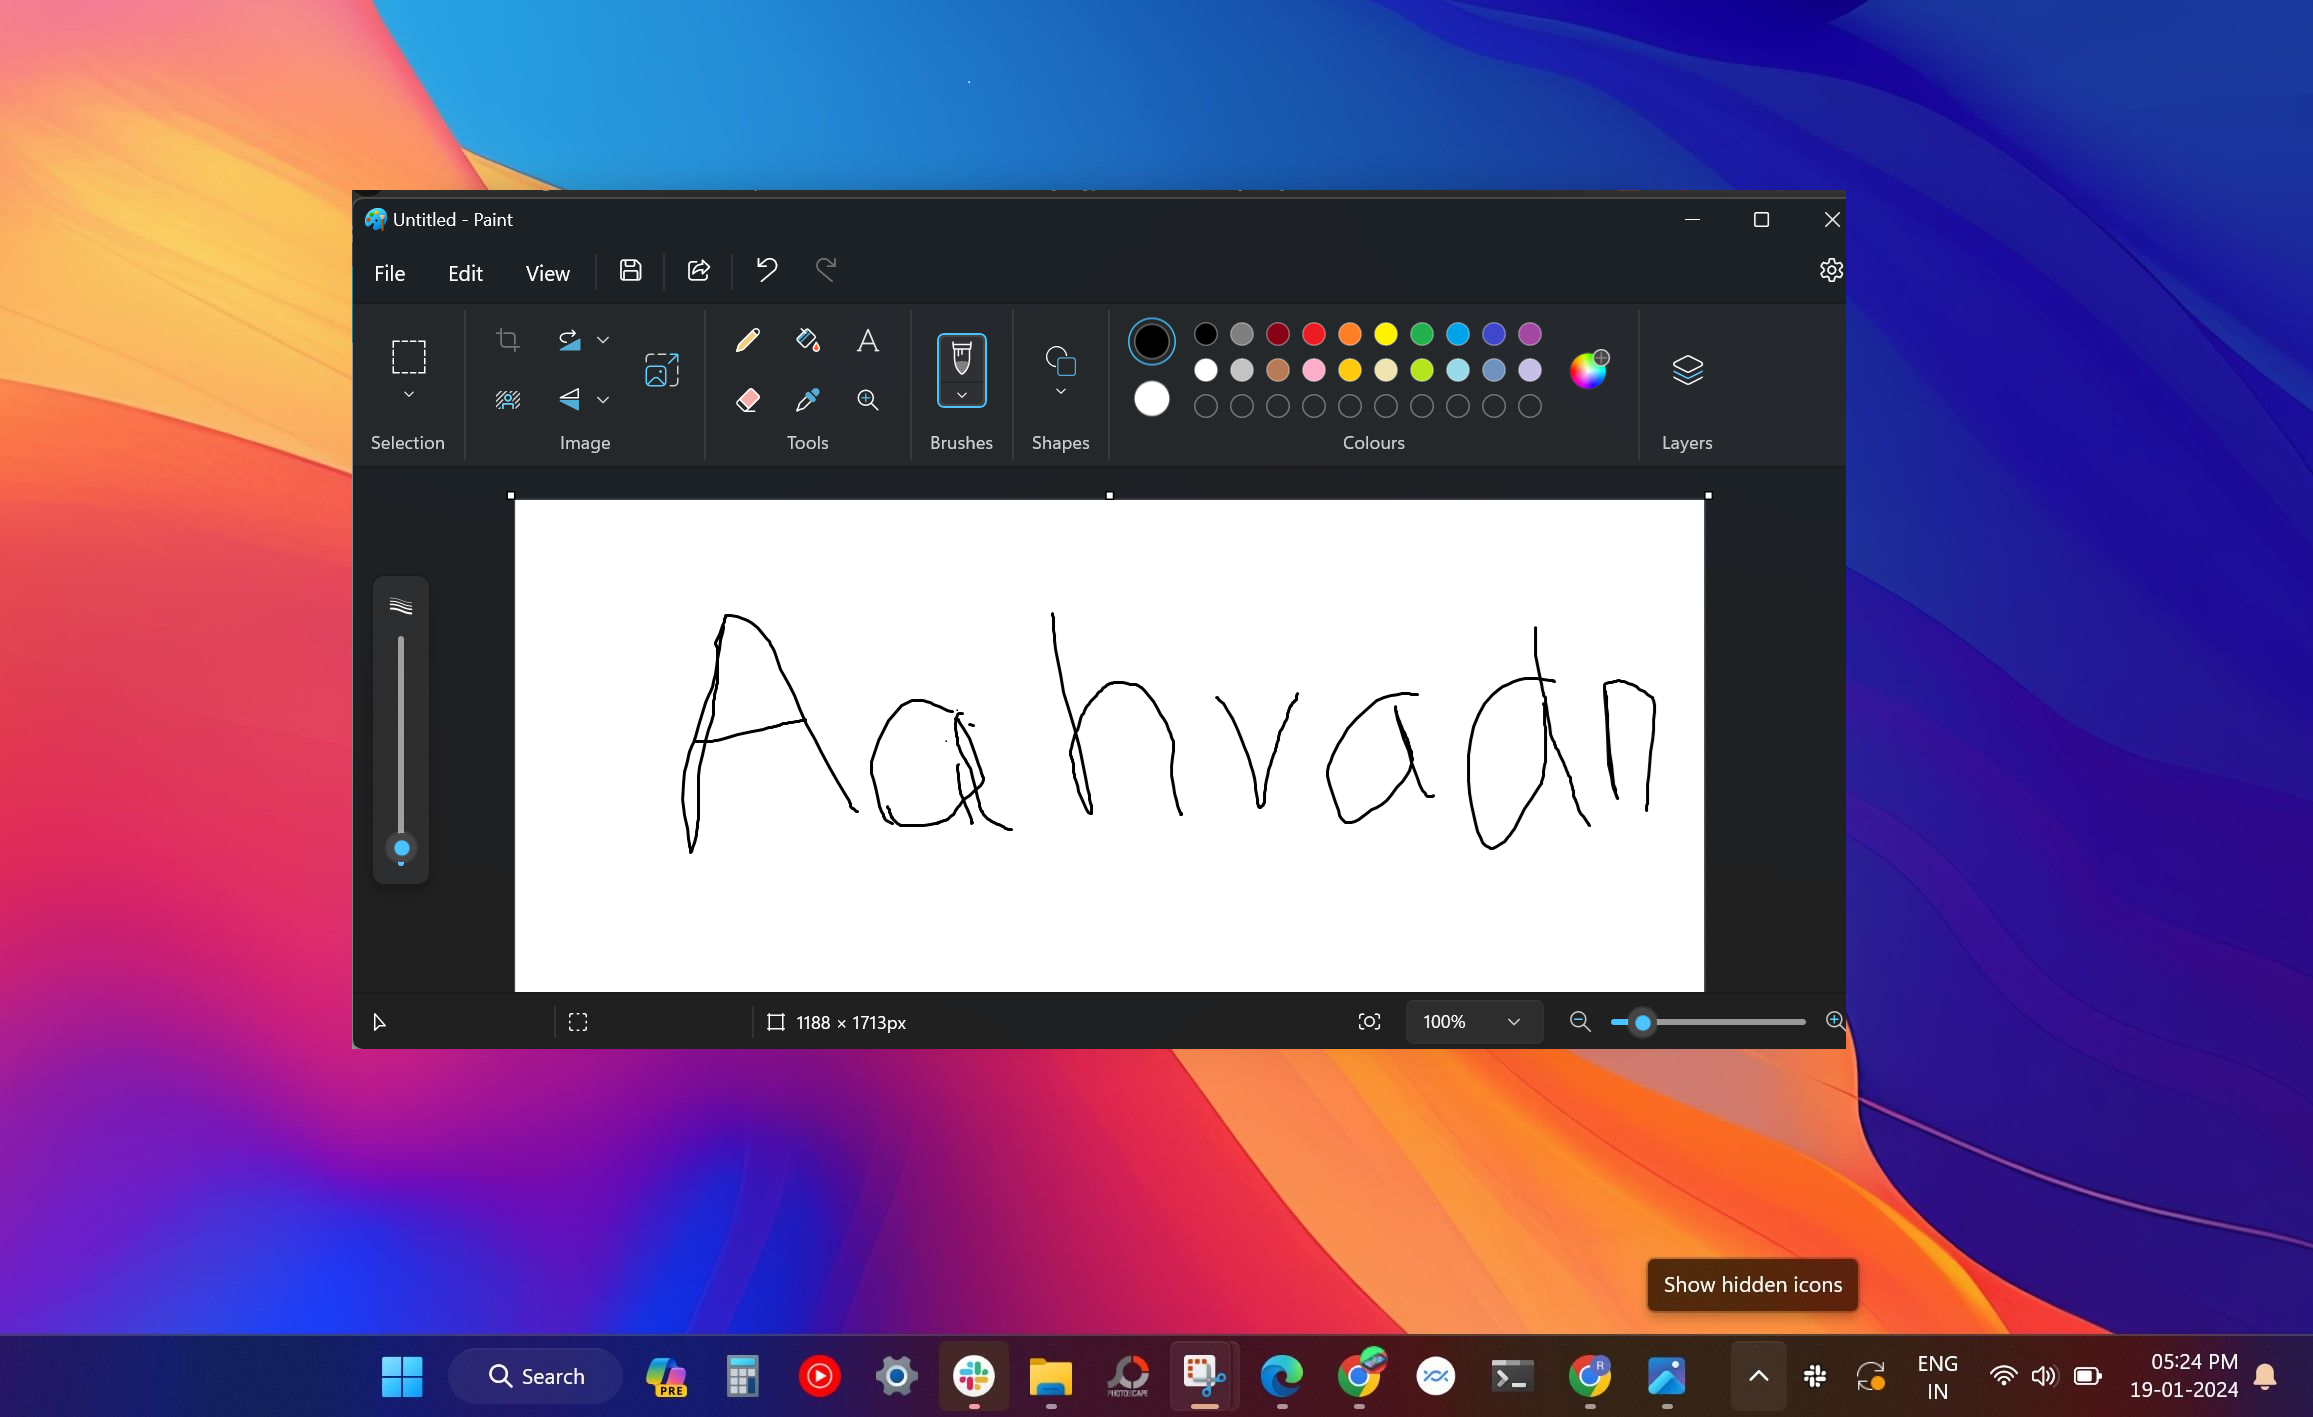 Untitled - Paint
File Edit View
Selection Image Tools Brushes Shapes Colours Layers
Aahvadn
1188 × 1713px 100%
Show hidden icons
Search PRE PHOTOSCAPE R ENG 05:24 PM
IN 19-01-2024